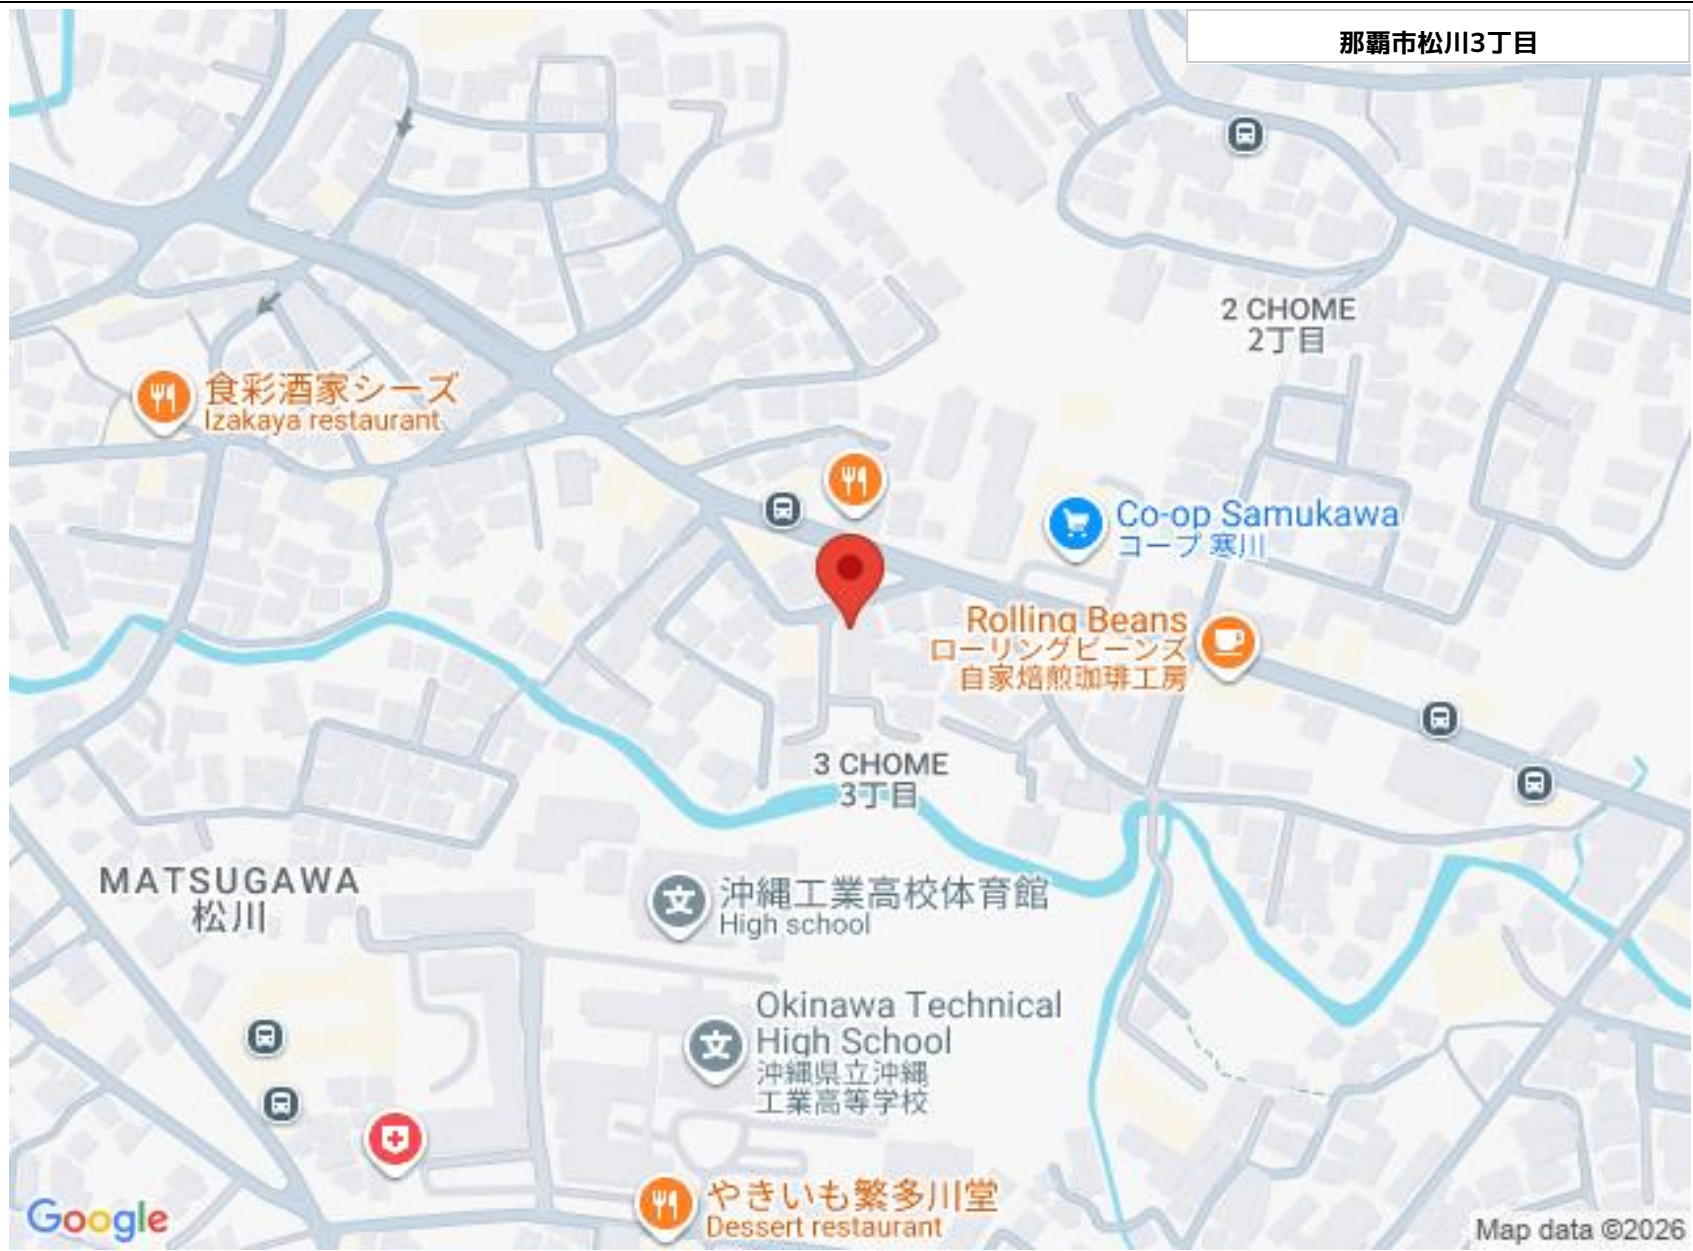 那覇市松川3丁目
2 CHOME
2丁目
食彩酒家シーズ
Izakaya restaurant
Co-op Samukawa
コープ 寒川
Rolling Beans
ローリングビーンズ
自家焙煎珈琲工房
3 CHOME
3丁目
MATSUGAWA
松川
沖縄工業高校体育館
High school
Okinawa Technical
High School
沖縄県立沖縄
工業高等学校
やきいも繁多川堂
Dessert restaurant
Google
Map data ©2026